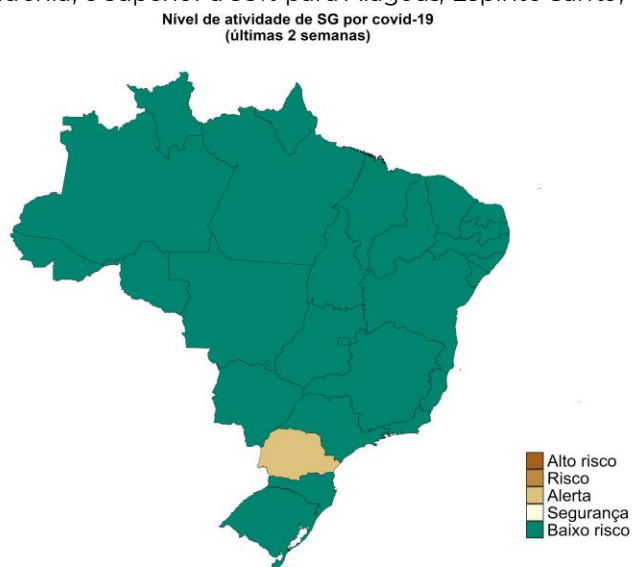 Nível de atividade de SG por covid-19
(últimas 2 semanas)
Alto risco
Risco
Alerta
Segurança
Baixo risco